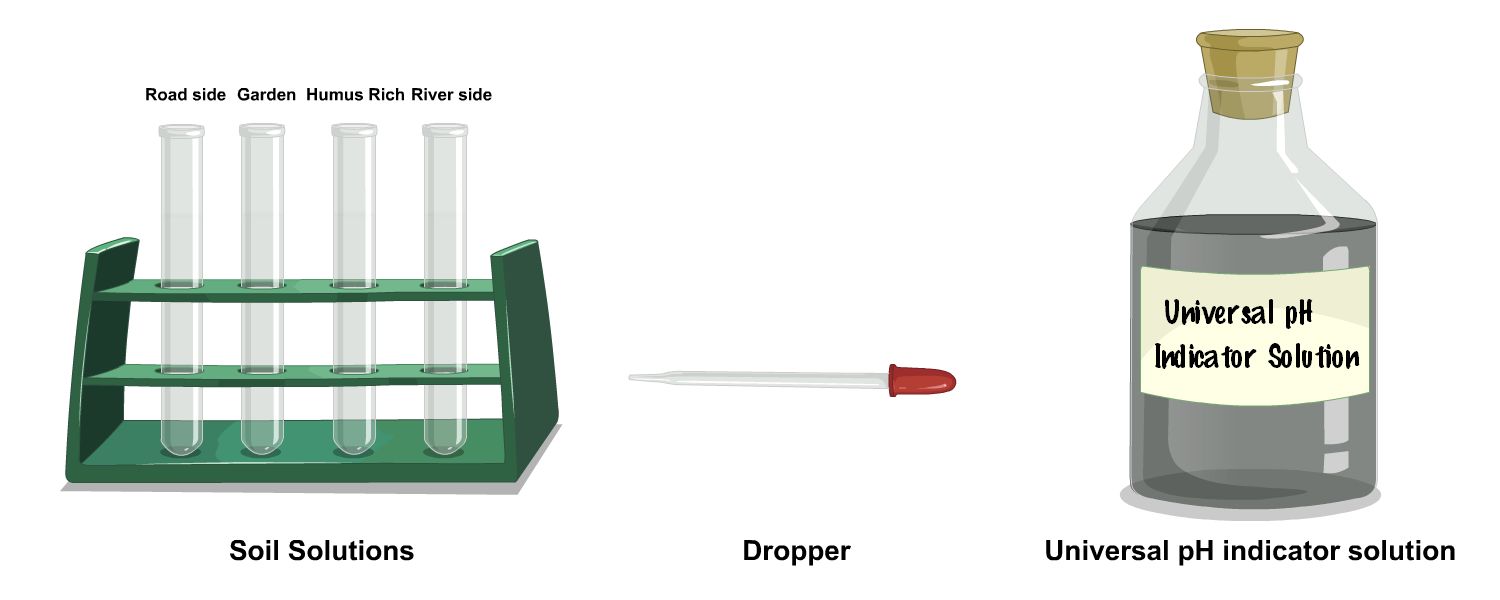 Road side Garden Humus Rich River side
Universal pH
Indicator Solution
Soil Solutions
Dropper
Universal pH indicator solution